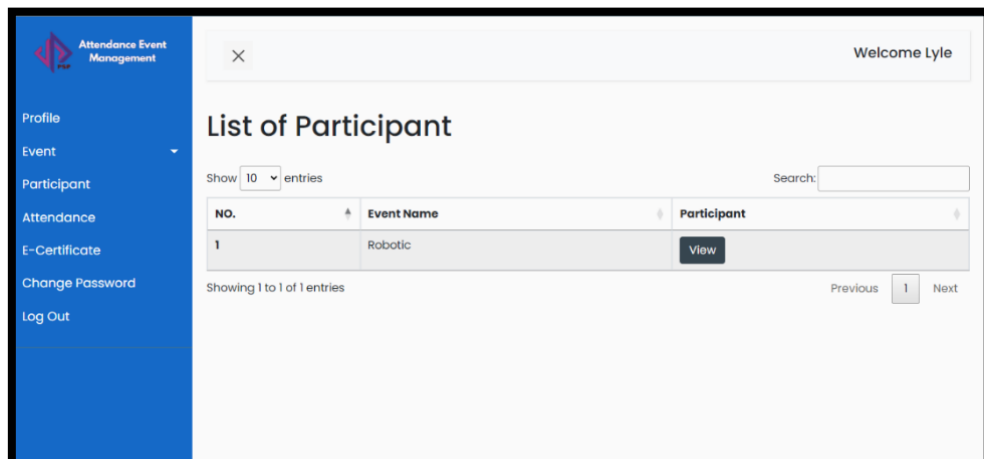 Attendance Event
Management
PSP
Profile
Event
Participant
Attendance
E-Certificate
Change Password
Log Out
Welcome Lyle
List of Participant
Show 10 entries
Search:
NO. Event Name Participant
1 Robotic View
Showing 1 to 1 of 1 entries
Previous 1 Next